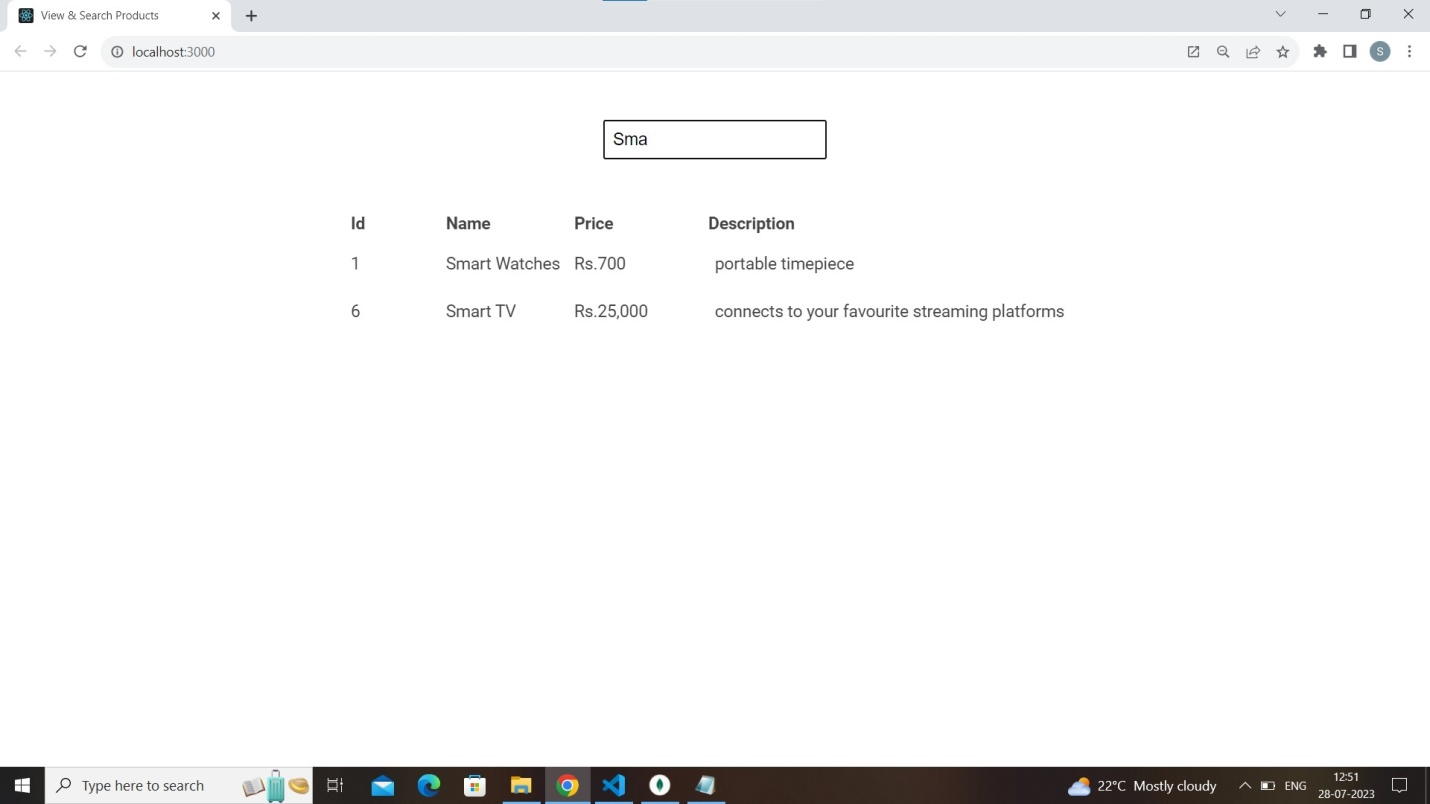 View & Search Products
localhost:3000
S
Sma
Id Name Price Description
1 Smart Watches Rs.700 portable timepiece
6 Smart TV Rs.25,000 connects to your favourite streaming platforms
Type here to search
22°C Mostly cloudy
ENG
12:51
28-07-2023